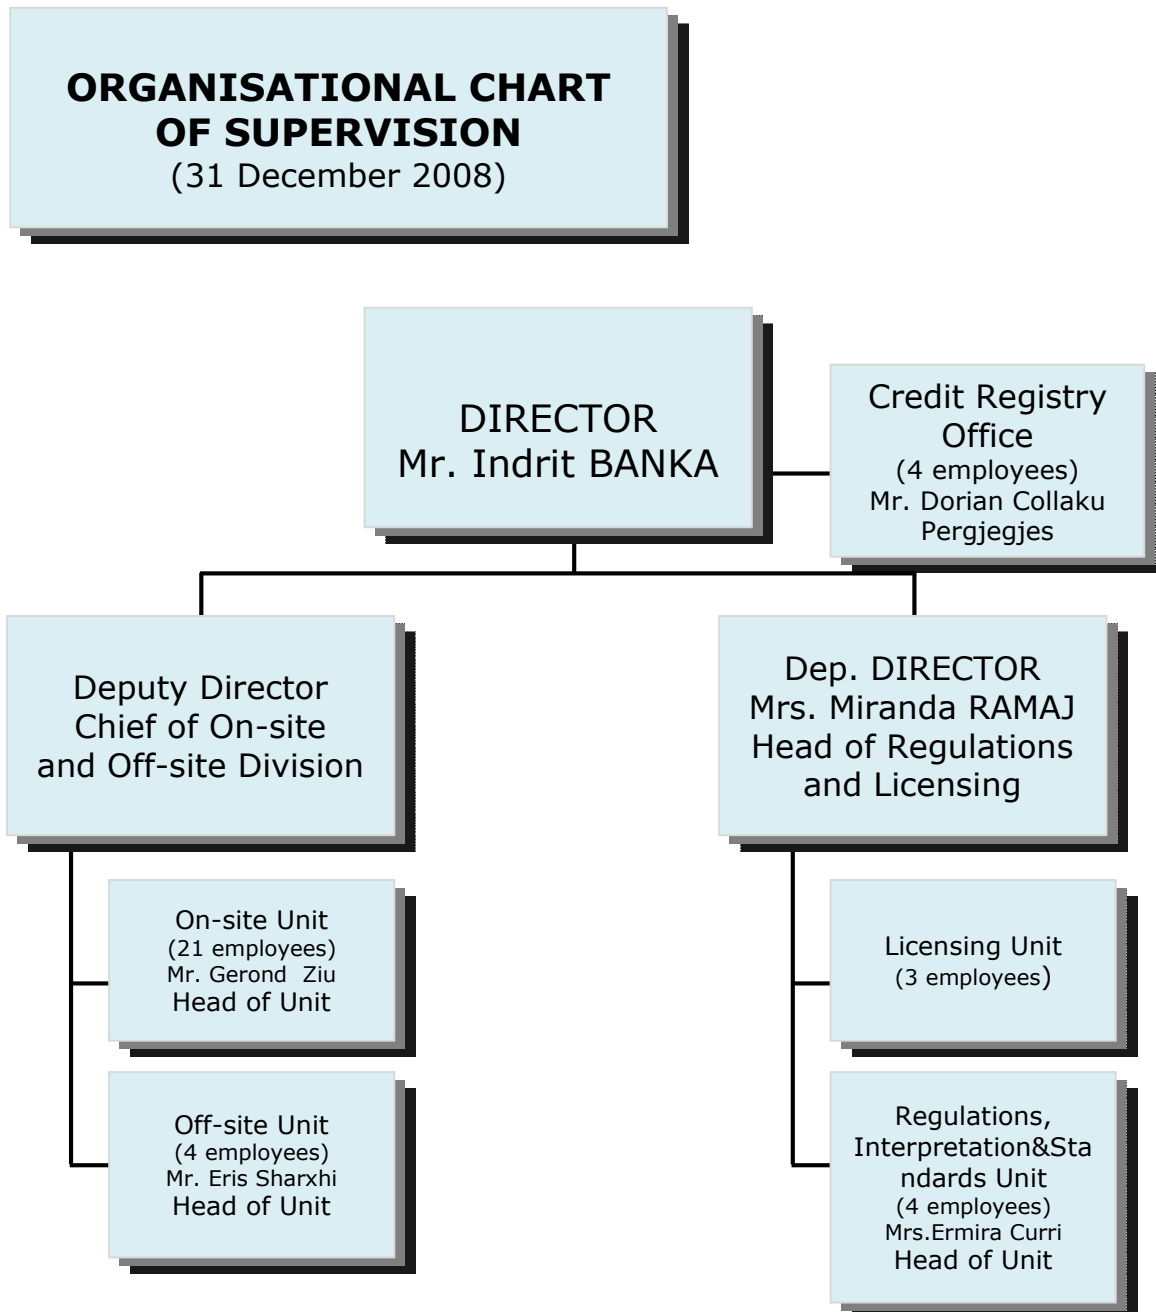 ORGANISATIONAL CHART
OF SUPERVISION
(31 December 2008)
DIRECTOR
Mr. Indrit BANKA
Credit Registry
Office
(4 employees)
Mr. Dorian Collaku
Pergjegjes
Deputy Director
Chief of On-site
and Off-site Division
Dep. DIRECTOR
Mrs. Miranda RAMAJ
Head of Regulations
and Licensing
On-site Unit
(21 employees)
Mr. Gerond  Ziu
Head of Unit
Licensing Unit
(3 employees)
Off-site Unit
(4 employees)
Mr. Eris Sharxhi
Head of Unit
Regulations,
Interpretation&Sta
ndards Unit
(4 employees)
Mrs.Ermira Curri
Head of Unit